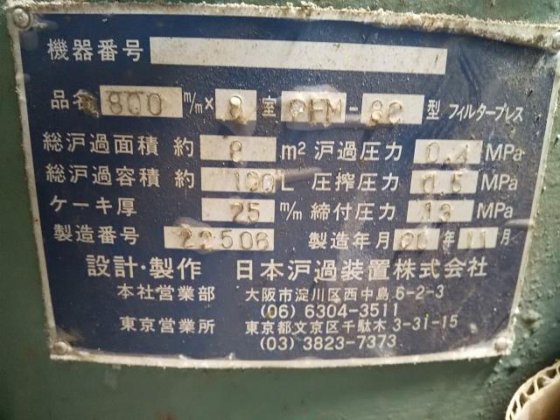 機器番号
品名 800 m/m× 8 室 OHM-80 型 フィルタープレス
総沪過面積 約 8 m² 沪過圧力 0.4 MPa
総沪過容積 約 100L 圧搾圧力 0.5 MPa
ケーキ厚 25 m/m 締付圧力 13 MPa
製造番号 22506 製造年月 20 年 11 月
設計・製作 日本沪過装置株式会社
本社営業部 大阪市淀川区西中島6-2-3
(06) 6304-3511
東京営業所 東京都文京区千駄木3-31-15
(03) 3823-7373